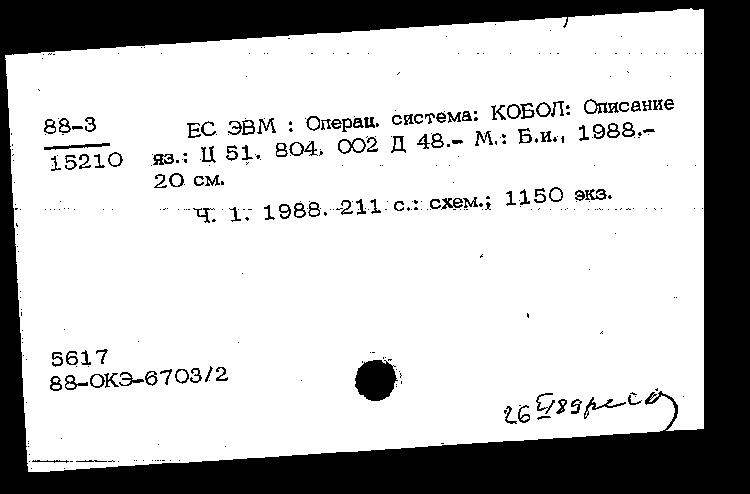 88-3
15210
ЕС ЭВМ : Операц. система: КОБОЛ: Описание
яз.: Ц 51. 804. 002 Д 48.- М.: Б.и., 1988.-
20 см.
Ч. 1. 1988. 211 с.: схем.; 1150 экз.
5617
88-ОКЭ-6703/2
26